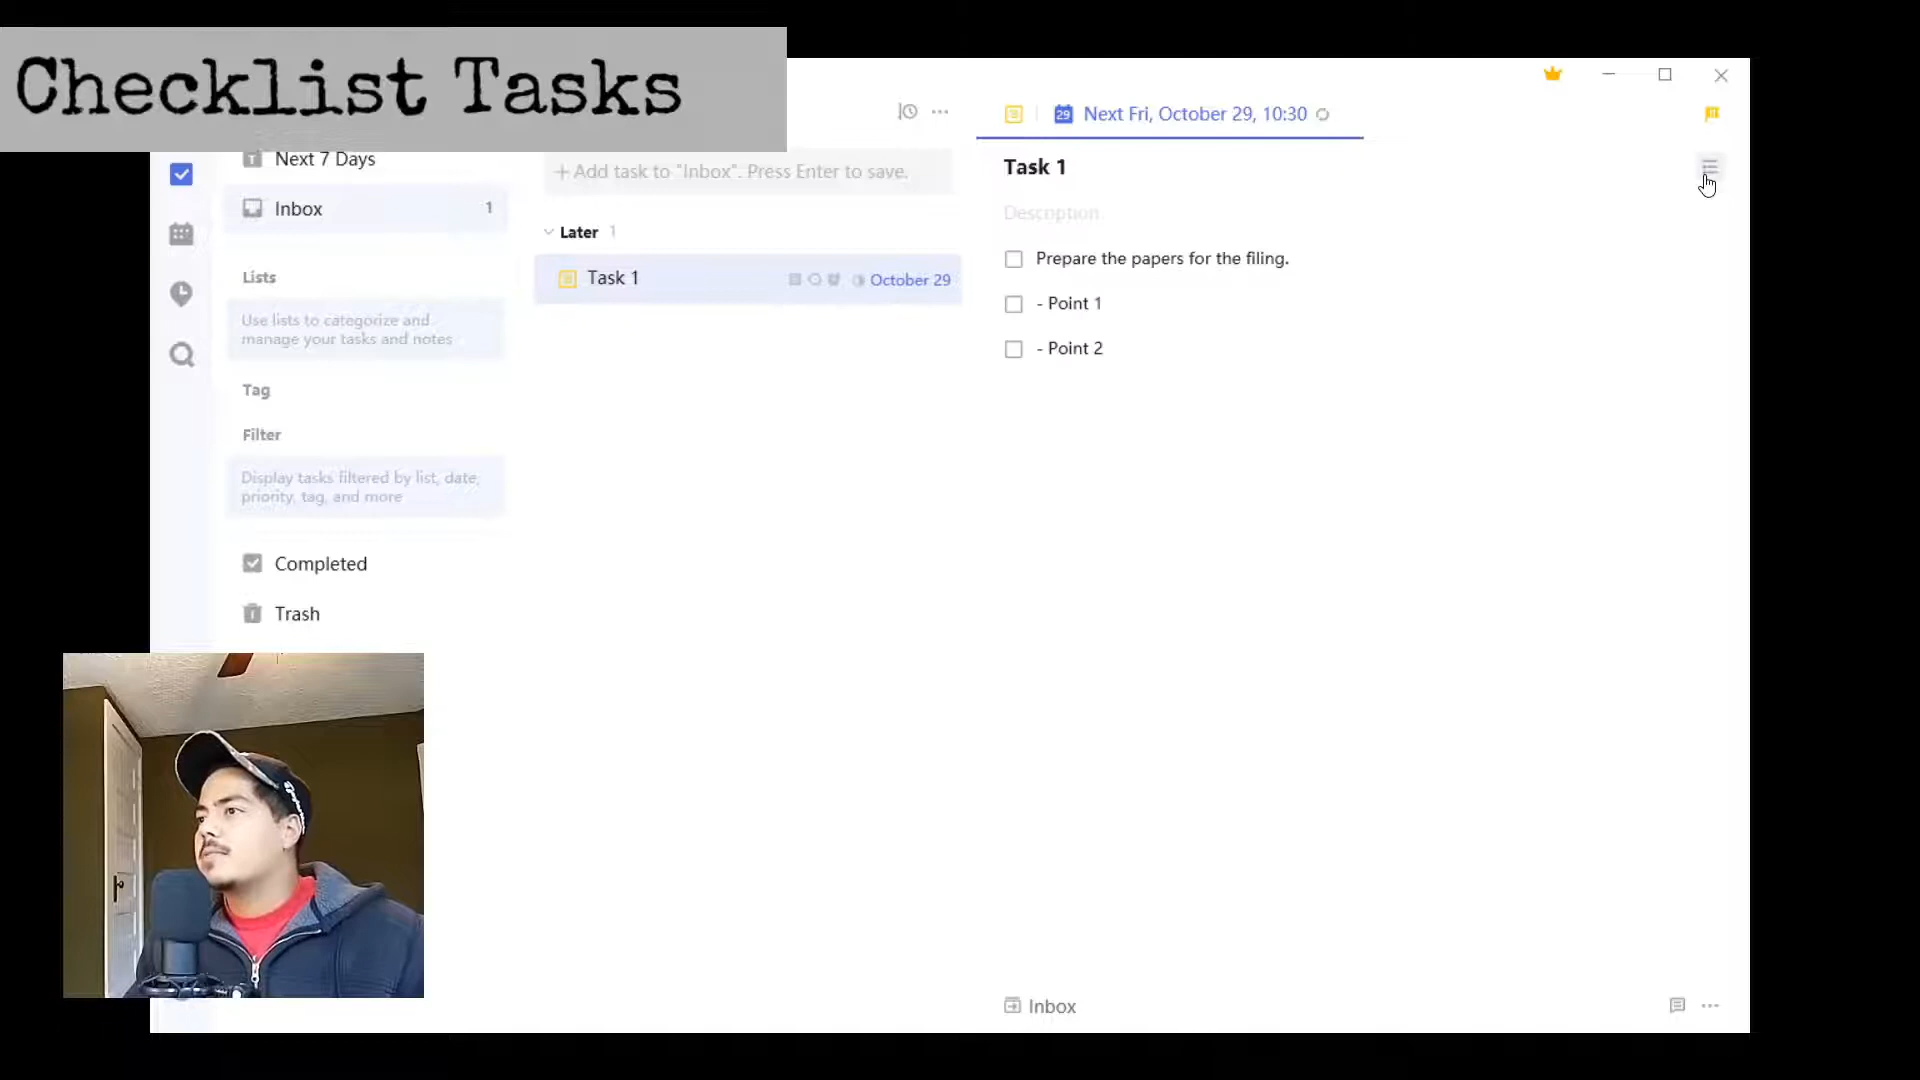 Checklist Tasks
Next 7 Days
Inbox 1
Lists
Use lists to categorize and
manage your tasks and notes
Tag
Filter
Display tasks filtered by list, date,
priority, tag, and more
Completed
Trash
+ Add task to "Inbox". Press Enter to save.
Later 1
Task 1 October 29
29 Next Fri, October 29, 10:30
Task 1
Description
Prepare the papers for the filing.
- Point 1
- Point 2
Inbox